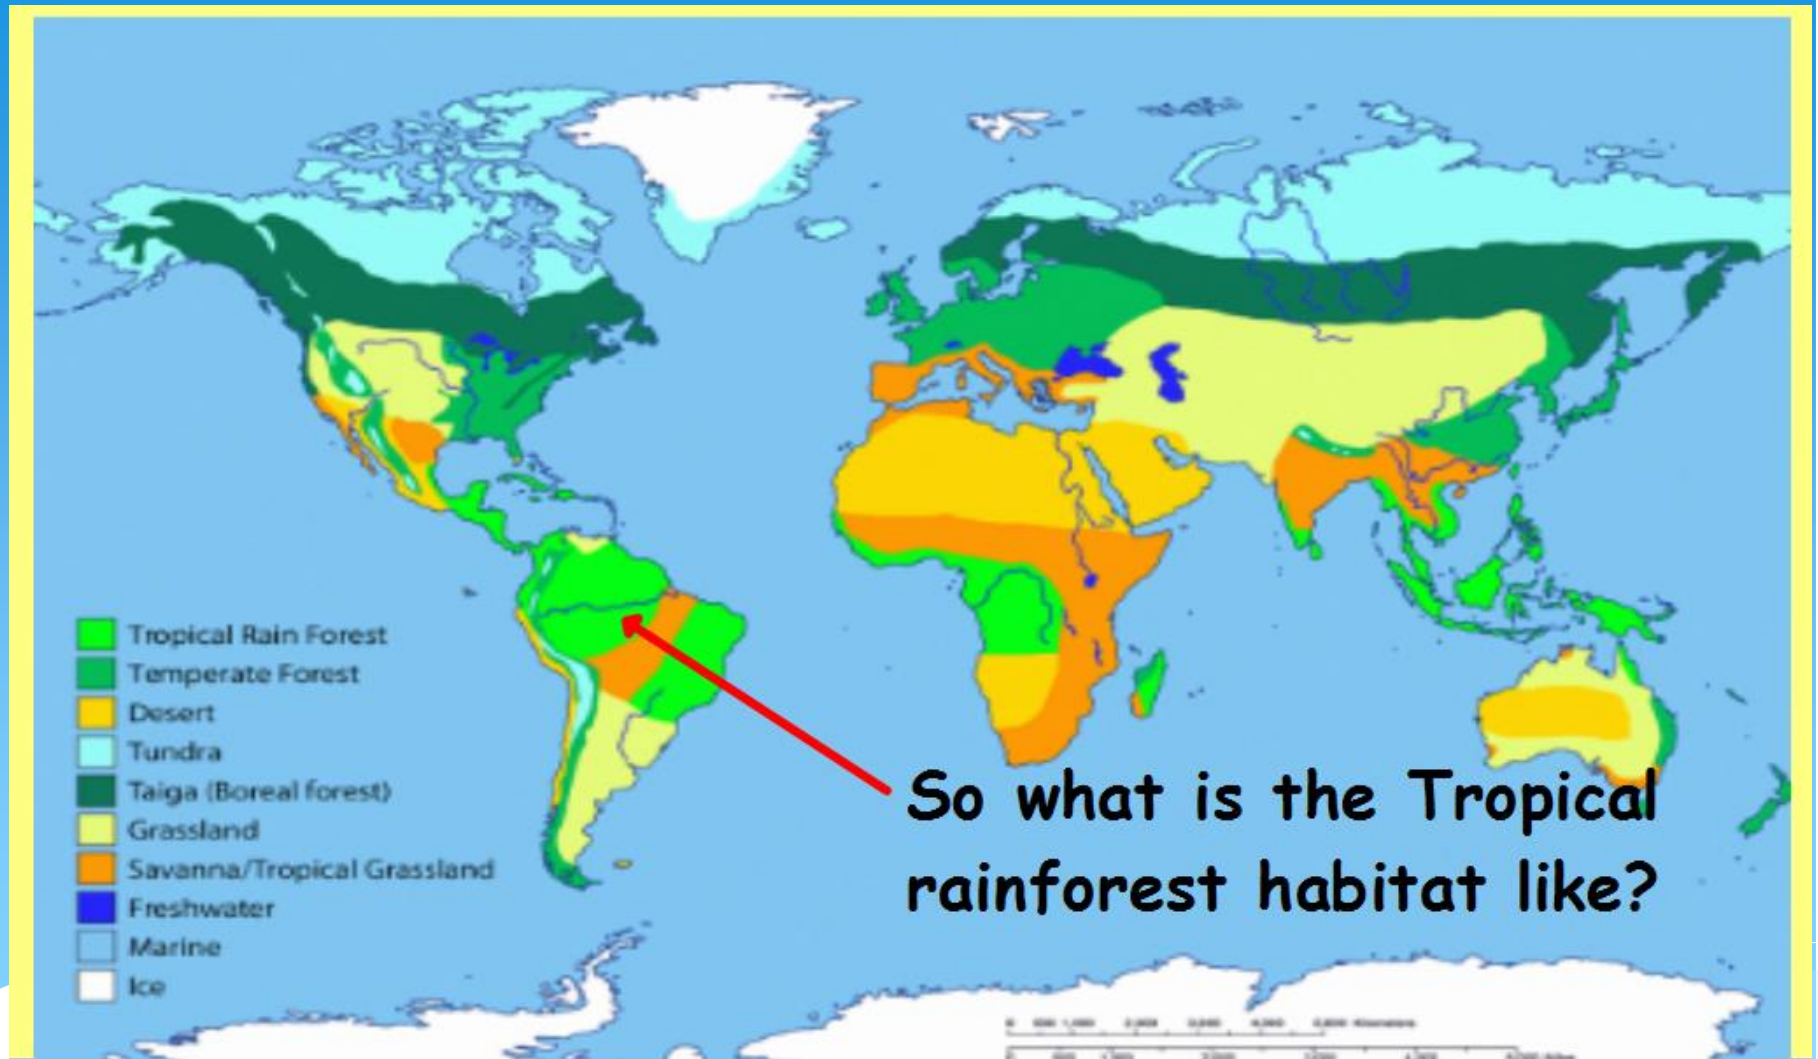 Tropical Rain Forest
Temperate Forest
Desert
Tundra
Taiga (Boreal forest)
Grassland
Savanna/Tropical Grassland
Freshwater
Marine
Ice
So what is the Tropical
rainforest habitat like?